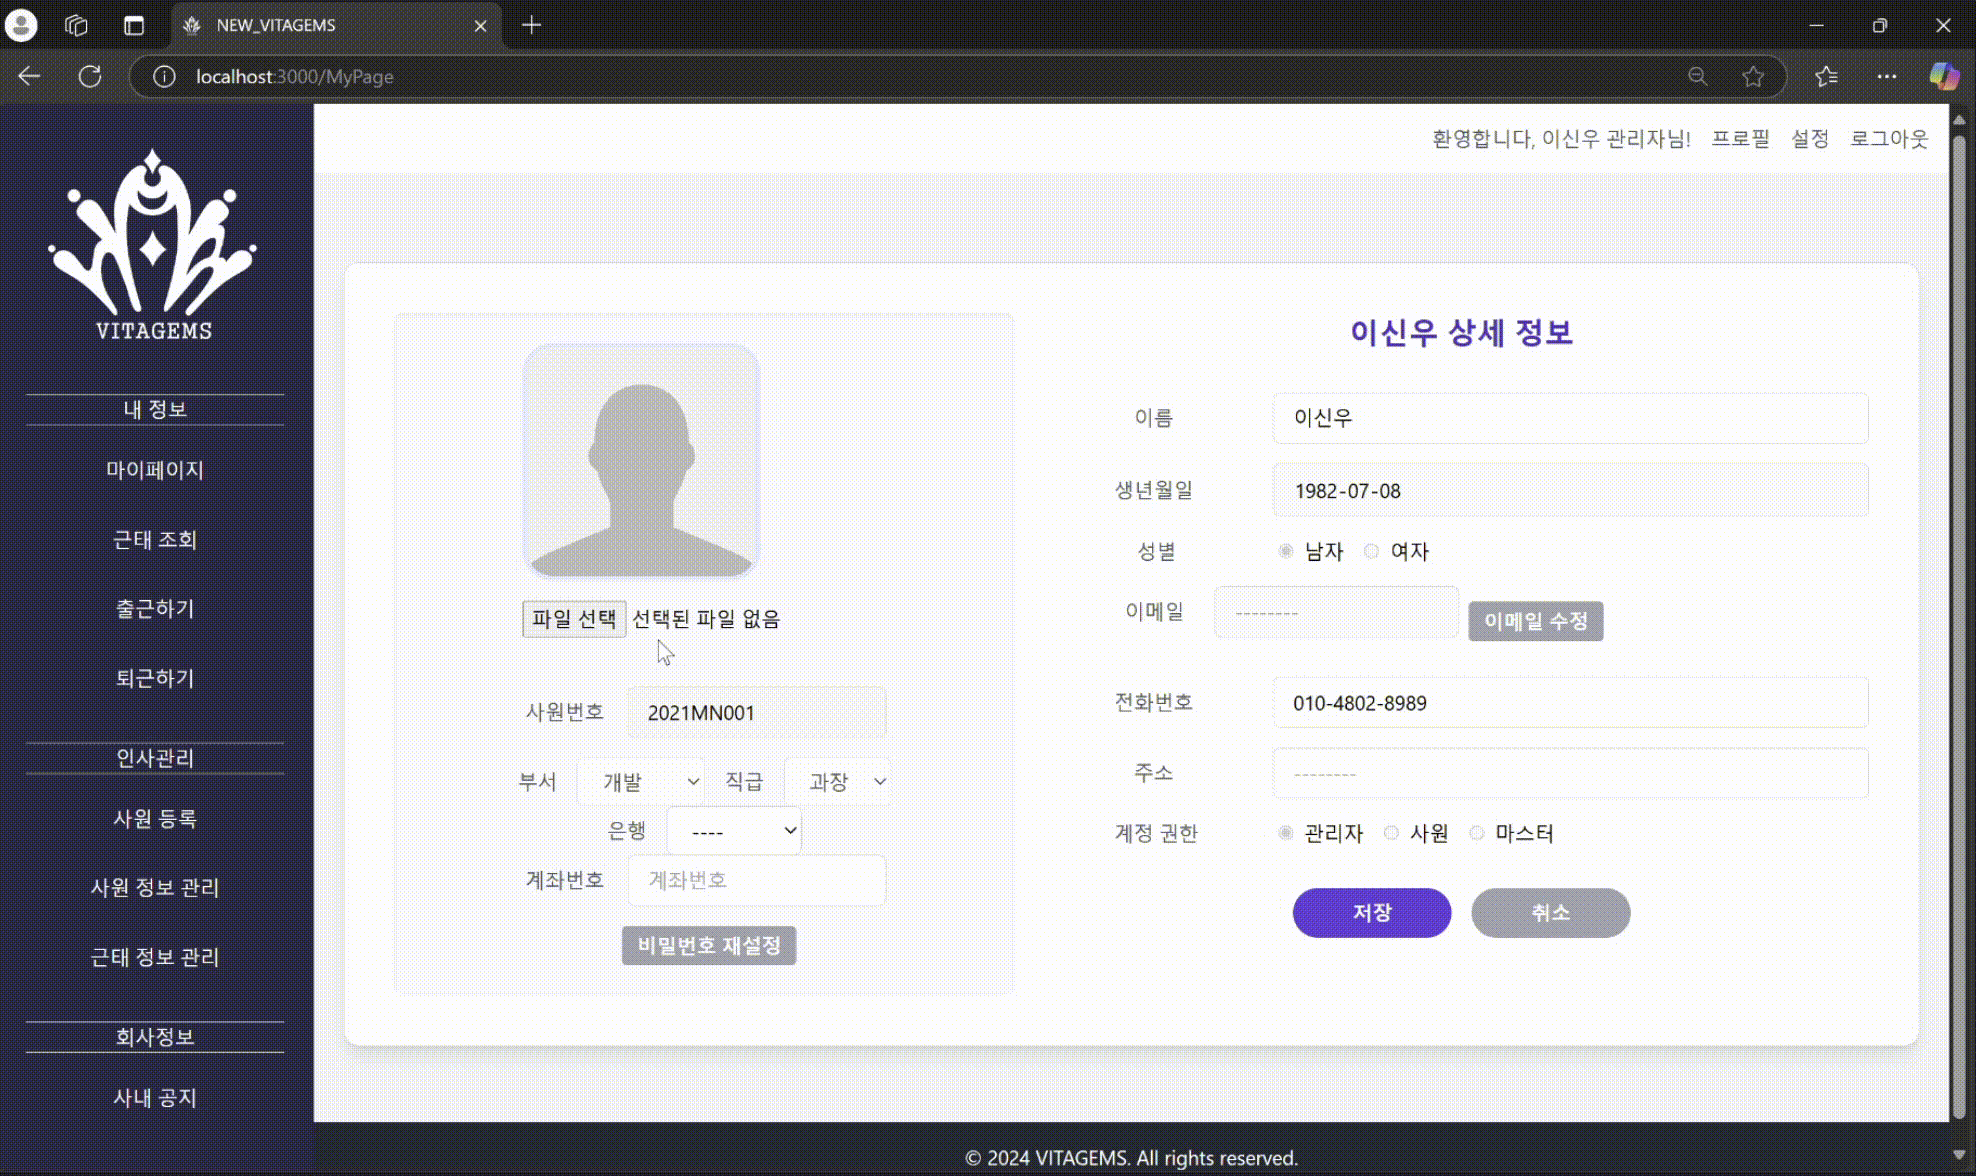 NEW_VITAGEMS
localhost:3000/MyPage
환영합니다, 이신우 관리자님! 프로필 설정 로그아웃
VITAGEMS
내 정보
마이페이지
근태 조회
출근하기
퇴근하기
인사관리
사원 등록
사원 정보 관리
근태 정보 관리
회사정보
사내 공지
파일 선택 선택된 파일 없음
사원번호 2021MN001
부서 개발 직급 과장
은행 ----
계좌번호 계좌번호
비밀번호 재설정
이신우 상세 정보
이름 이신우
생년월일 1982-07-08
성별 남자 여자
이메일 -------- 이메일 수정
전화번호 010-4802-8989
주소 --------
계정 권한 관리자 사원 마스터
저장 취소
© 2024 VITAGEMS. All rights reserved.